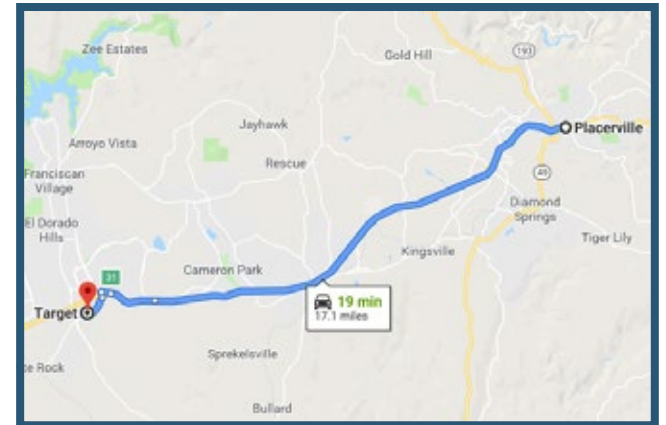 Zee Estates
Gold Hill
193
Jayhawk
Placerville
Arroyo Vista
Rescue
Franciscan
Village
49
Diamond
Springs
El Dorado
Hills
Tiger Lily
Kingsville
Cameron Park
31
19 min
17.1 miles
Target
Sprekelsville
te Rock
Bullard